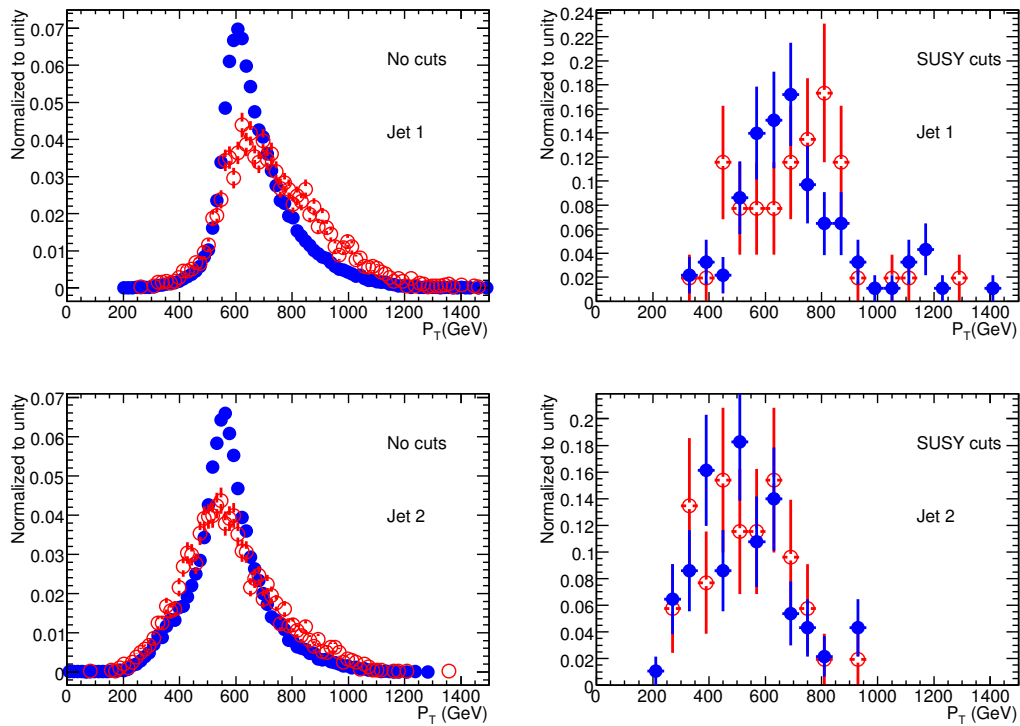 Normalized to unity
0.07
0.06
0.05
0.04
0.03
0.02
0.01
0
No cuts
Jet 1
0 200 400 600 800 1000 1200 1400
P_T(GeV)
Normalized to unity
0.24
0.22
0.2
0.18
0.16
0.14
0.12
0.1
0.08
0.06
0.04
0.02
0
SUSY cuts
Jet 1
0 200 400 600 800 1000 1200 1400
P_T(GeV)
Normalized to unity
0.07
0.06
0.05
0.04
0.03
0.02
0.01
0
No cuts
Jet 2
0 200 400 600 800 1000 1200 1400
P_T (GeV)
Normalized to unity
0.2
0.18
0.16
0.14
0.12
0.1
0.08
0.06
0.04
0.02
0
SUSY cuts
Jet 2
0 200 400 600 800 1000 1200 1400
P_T (GeV)